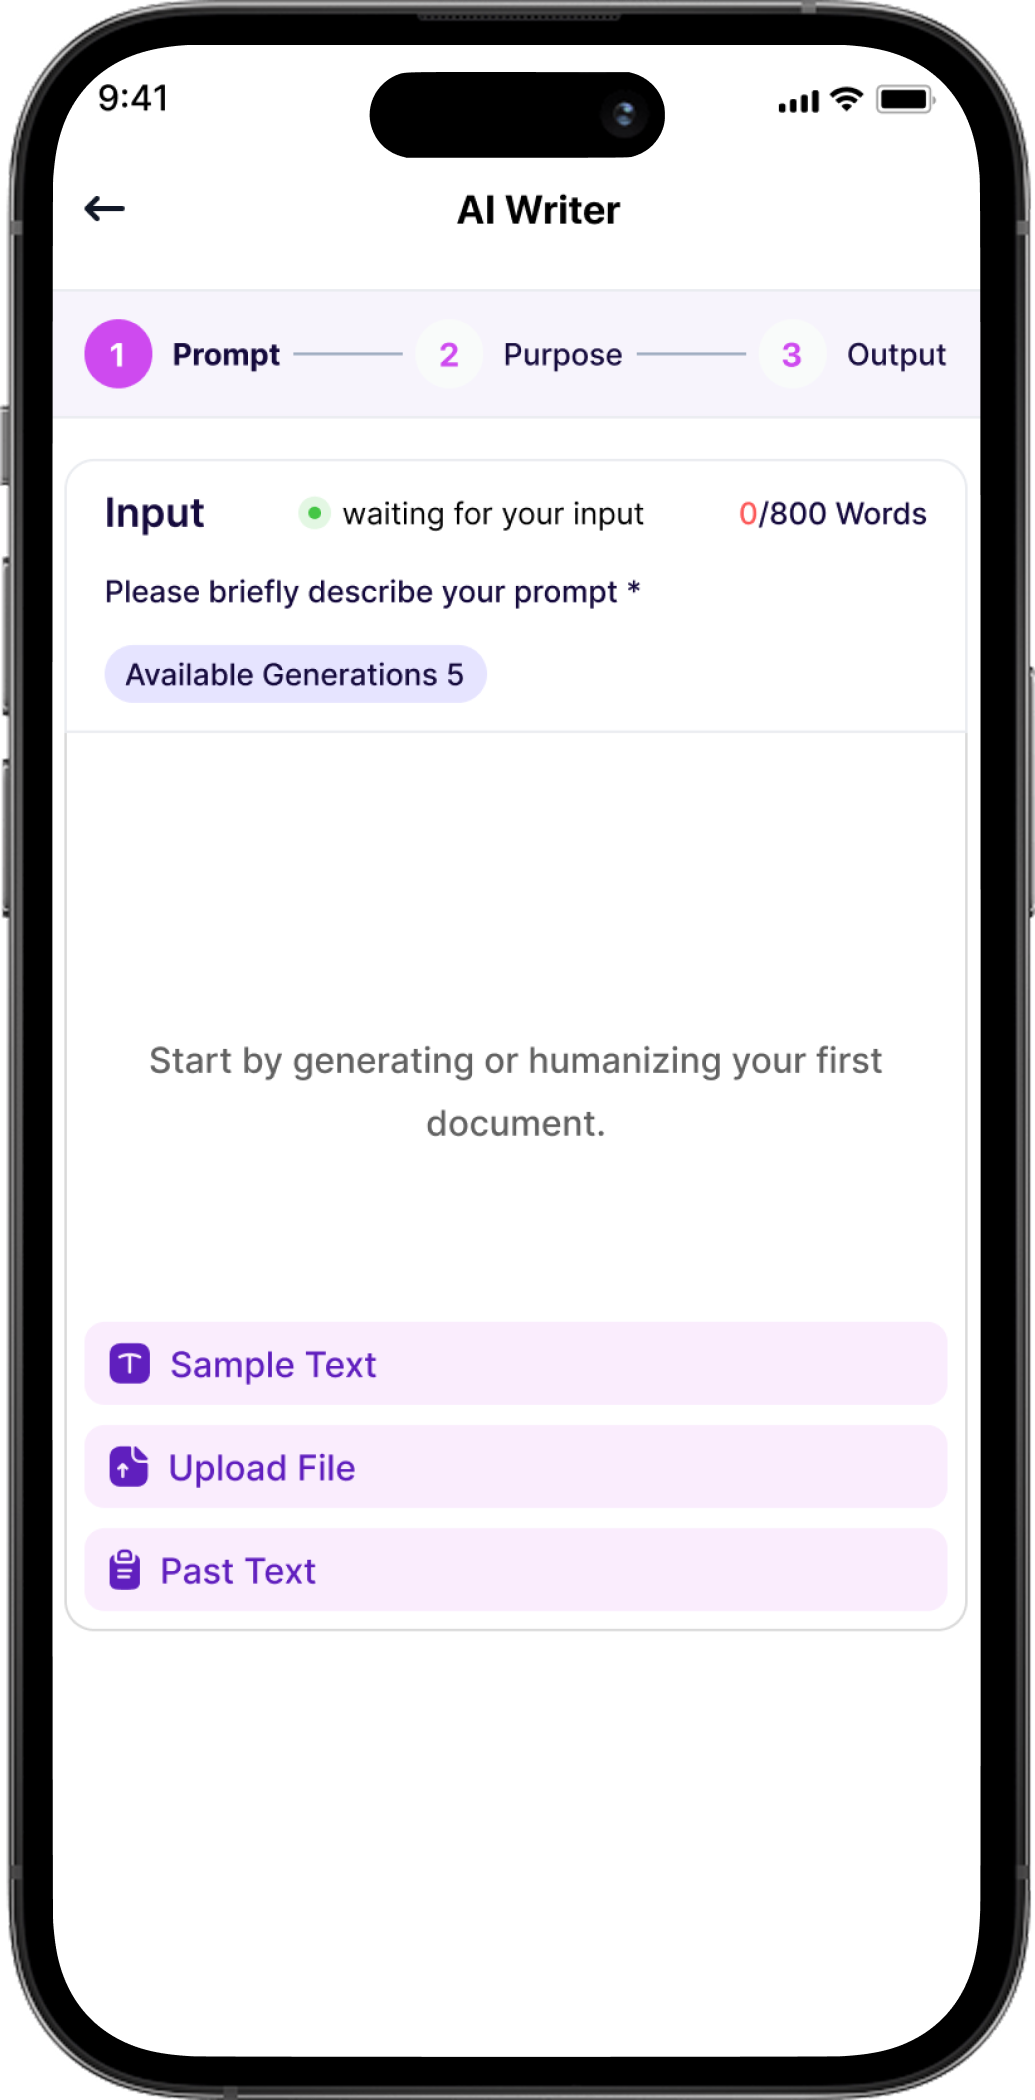 9:41
AI Writer
1 Prompt 2 Purpose 3 Output
Input waiting for your input 0/800 Words
Please briefly describe your prompt *
Available Generations 5
Start by generating or humanizing your first
document.
Sample Text
Upload File
Past Text